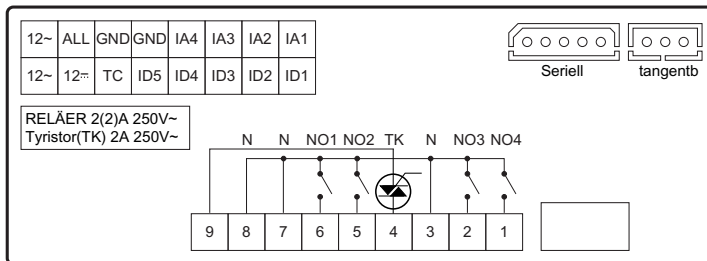 12~ ALL GND GND IA4 IA3 IA2 IA1
12~ 12⎓ TC ID5 ID4 ID3 ID2 ID1
Seriell tangentb
RELÄER 2(2)A 250V~
Tyristor(TK) 2A 250V~
N N NO1 NO2 TK N NO3 NO4
9 8 7 6 5 4 3 2 1